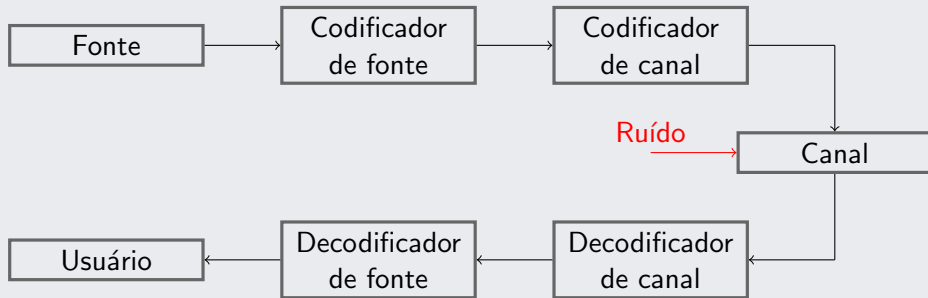 Fonte
Codificador
de fonte
Codificador
de canal
Ruído
Canal
Usuário
Decodificador
de fonte
Decodificador
de canal